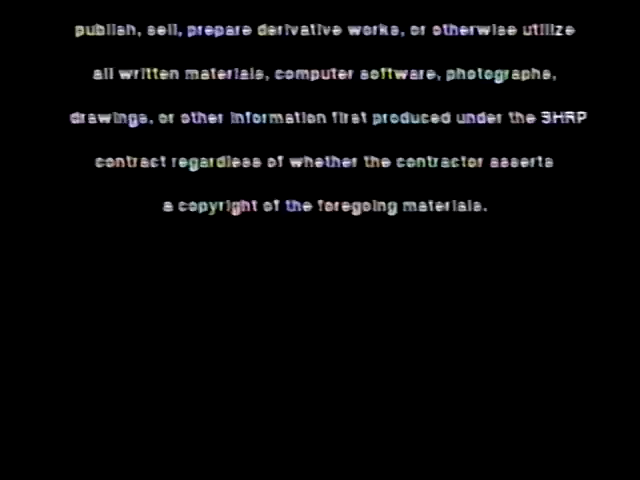 publish, sell, prepare derivative works, or otherwise utilize
all written materials, computer software, photographs,
drawings, or other information first produced under the SHRP
contract regardless of whether the contractor asserts
a copyright of the foregoing materials.